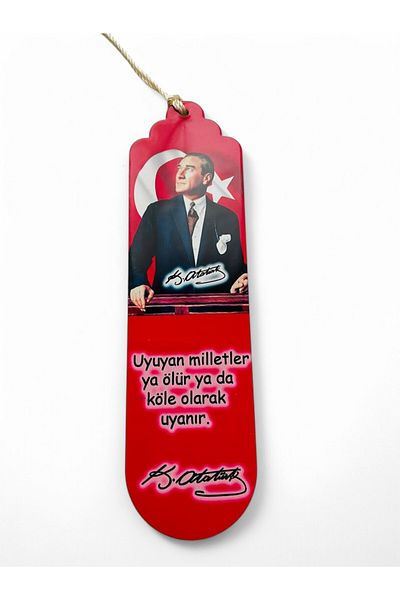 K. Atatürk
Uyuyan milletler
ya ölür ya da
köle olarak
uyanır.
K. Atatürk